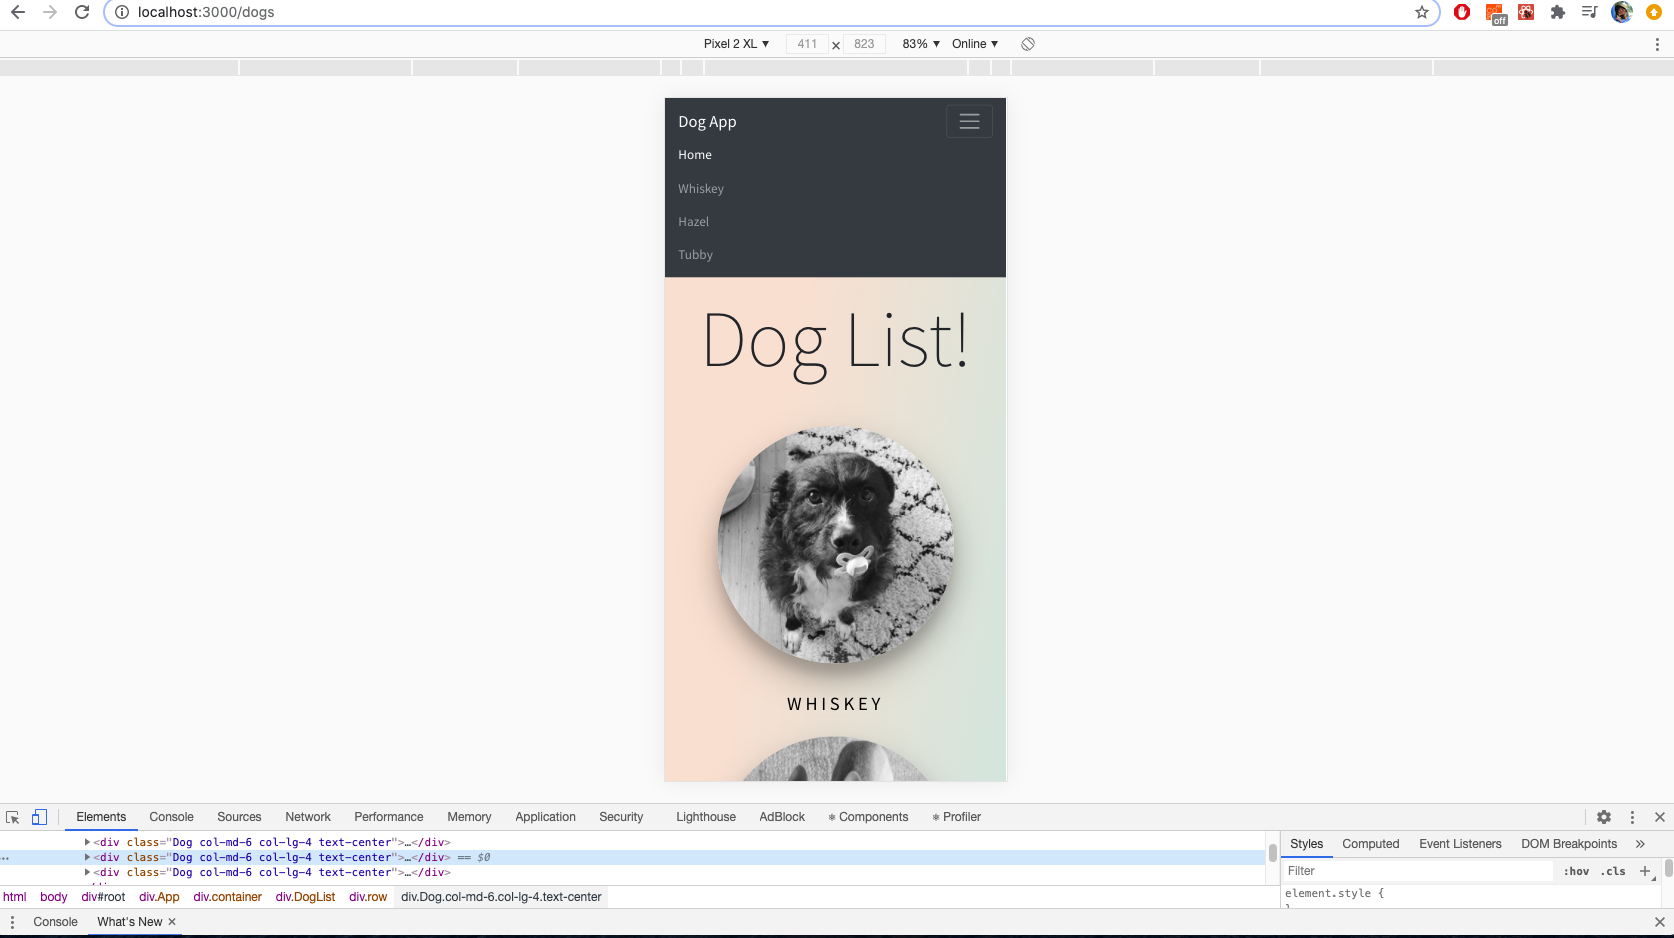 localhost:3000/dogs
off
Pixel 2 XL ▼ 411 × 823 83% ▼ Online ▼
Dog App
Home
Whiskey
Hazel
Tubby
Dog List!
WHISKEY
Elements Console Sources Network Performance Memory Application Security Lighthouse AdBlock ⚛ Components ⚛ Profiler
<div class="Dog col-md-6 col-lg-4 text-center">…</div>
<div class="Dog col-md-6 col-lg-4 text-center">…</div> == $0
<div class="Dog col-md-6 col-lg-4 text-center">…</div>
html body div#root div.App div.container div.DogList div.row div.Dog.col-md-6.col-lg-4.text-center
Styles Computed Event Listeners DOM Breakpoints »
Filter :hov .cls +
element.style {
Console What's New ×